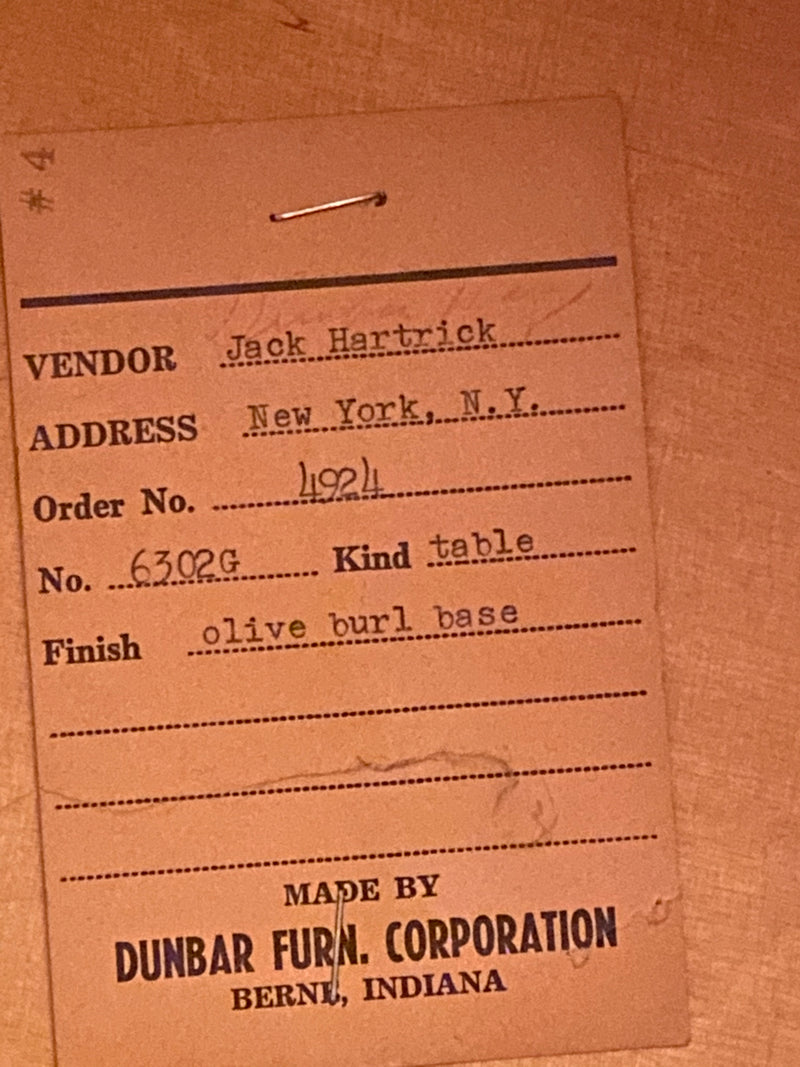 #4
VENDOR Jack Hartrick
ADDRESS New York, N.Y.
Order No. 4924
No. 6302G Kind table
Finish olive burl base
MADE BY
DUNBAR FURN. CORPORATION
BERNE, INDIANA